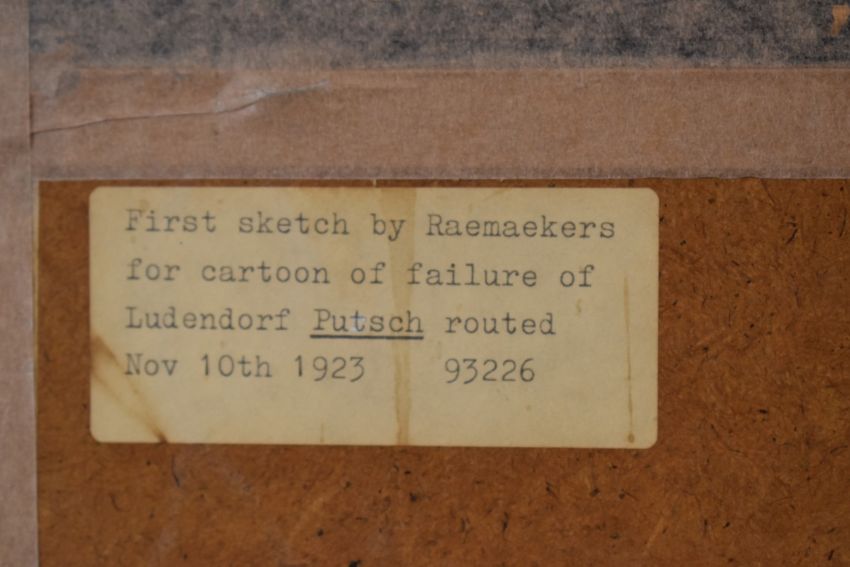 First sketch by Raemaekers
for cartoon of failure of
Ludendorf Putsch routed
Nov 10th 1923 93226